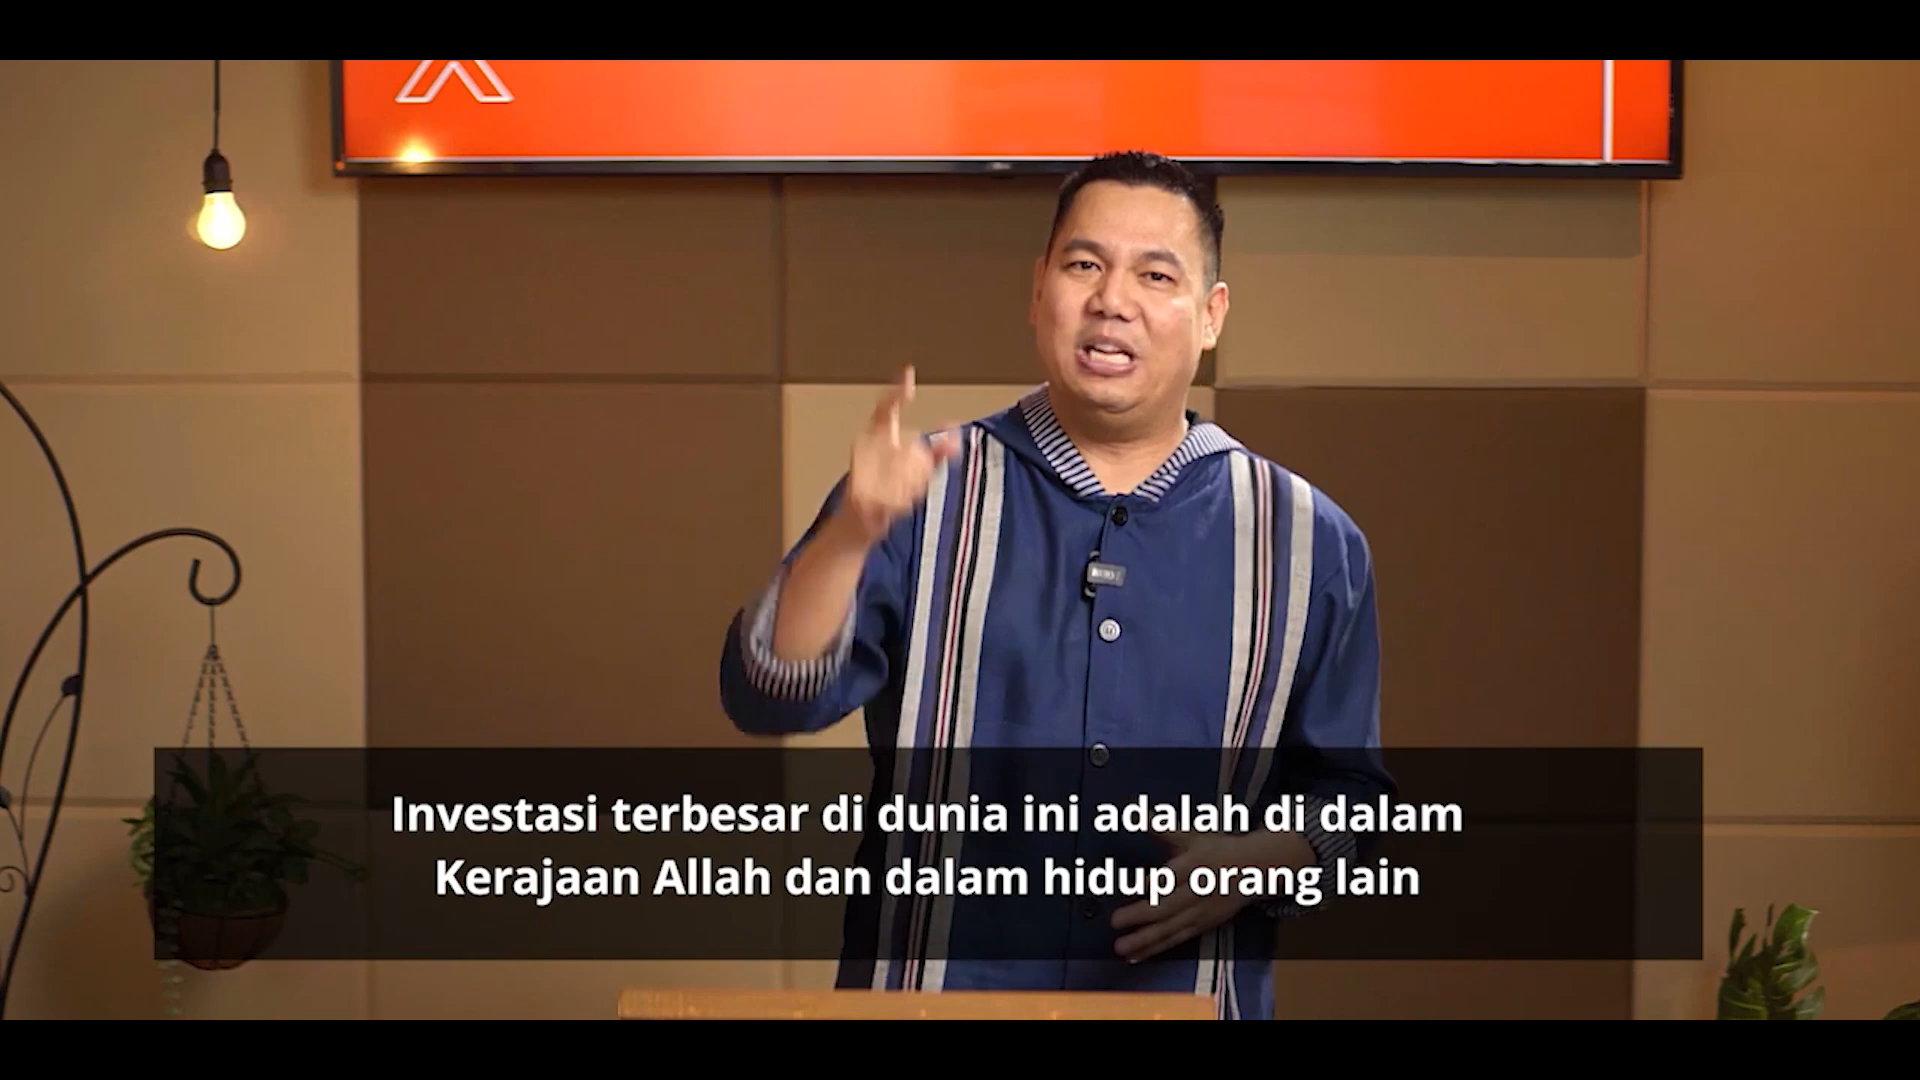 Investasi terbesar di dunia ini adalah di dalam
Kerajaan Allah dan dalam hidup orang lain